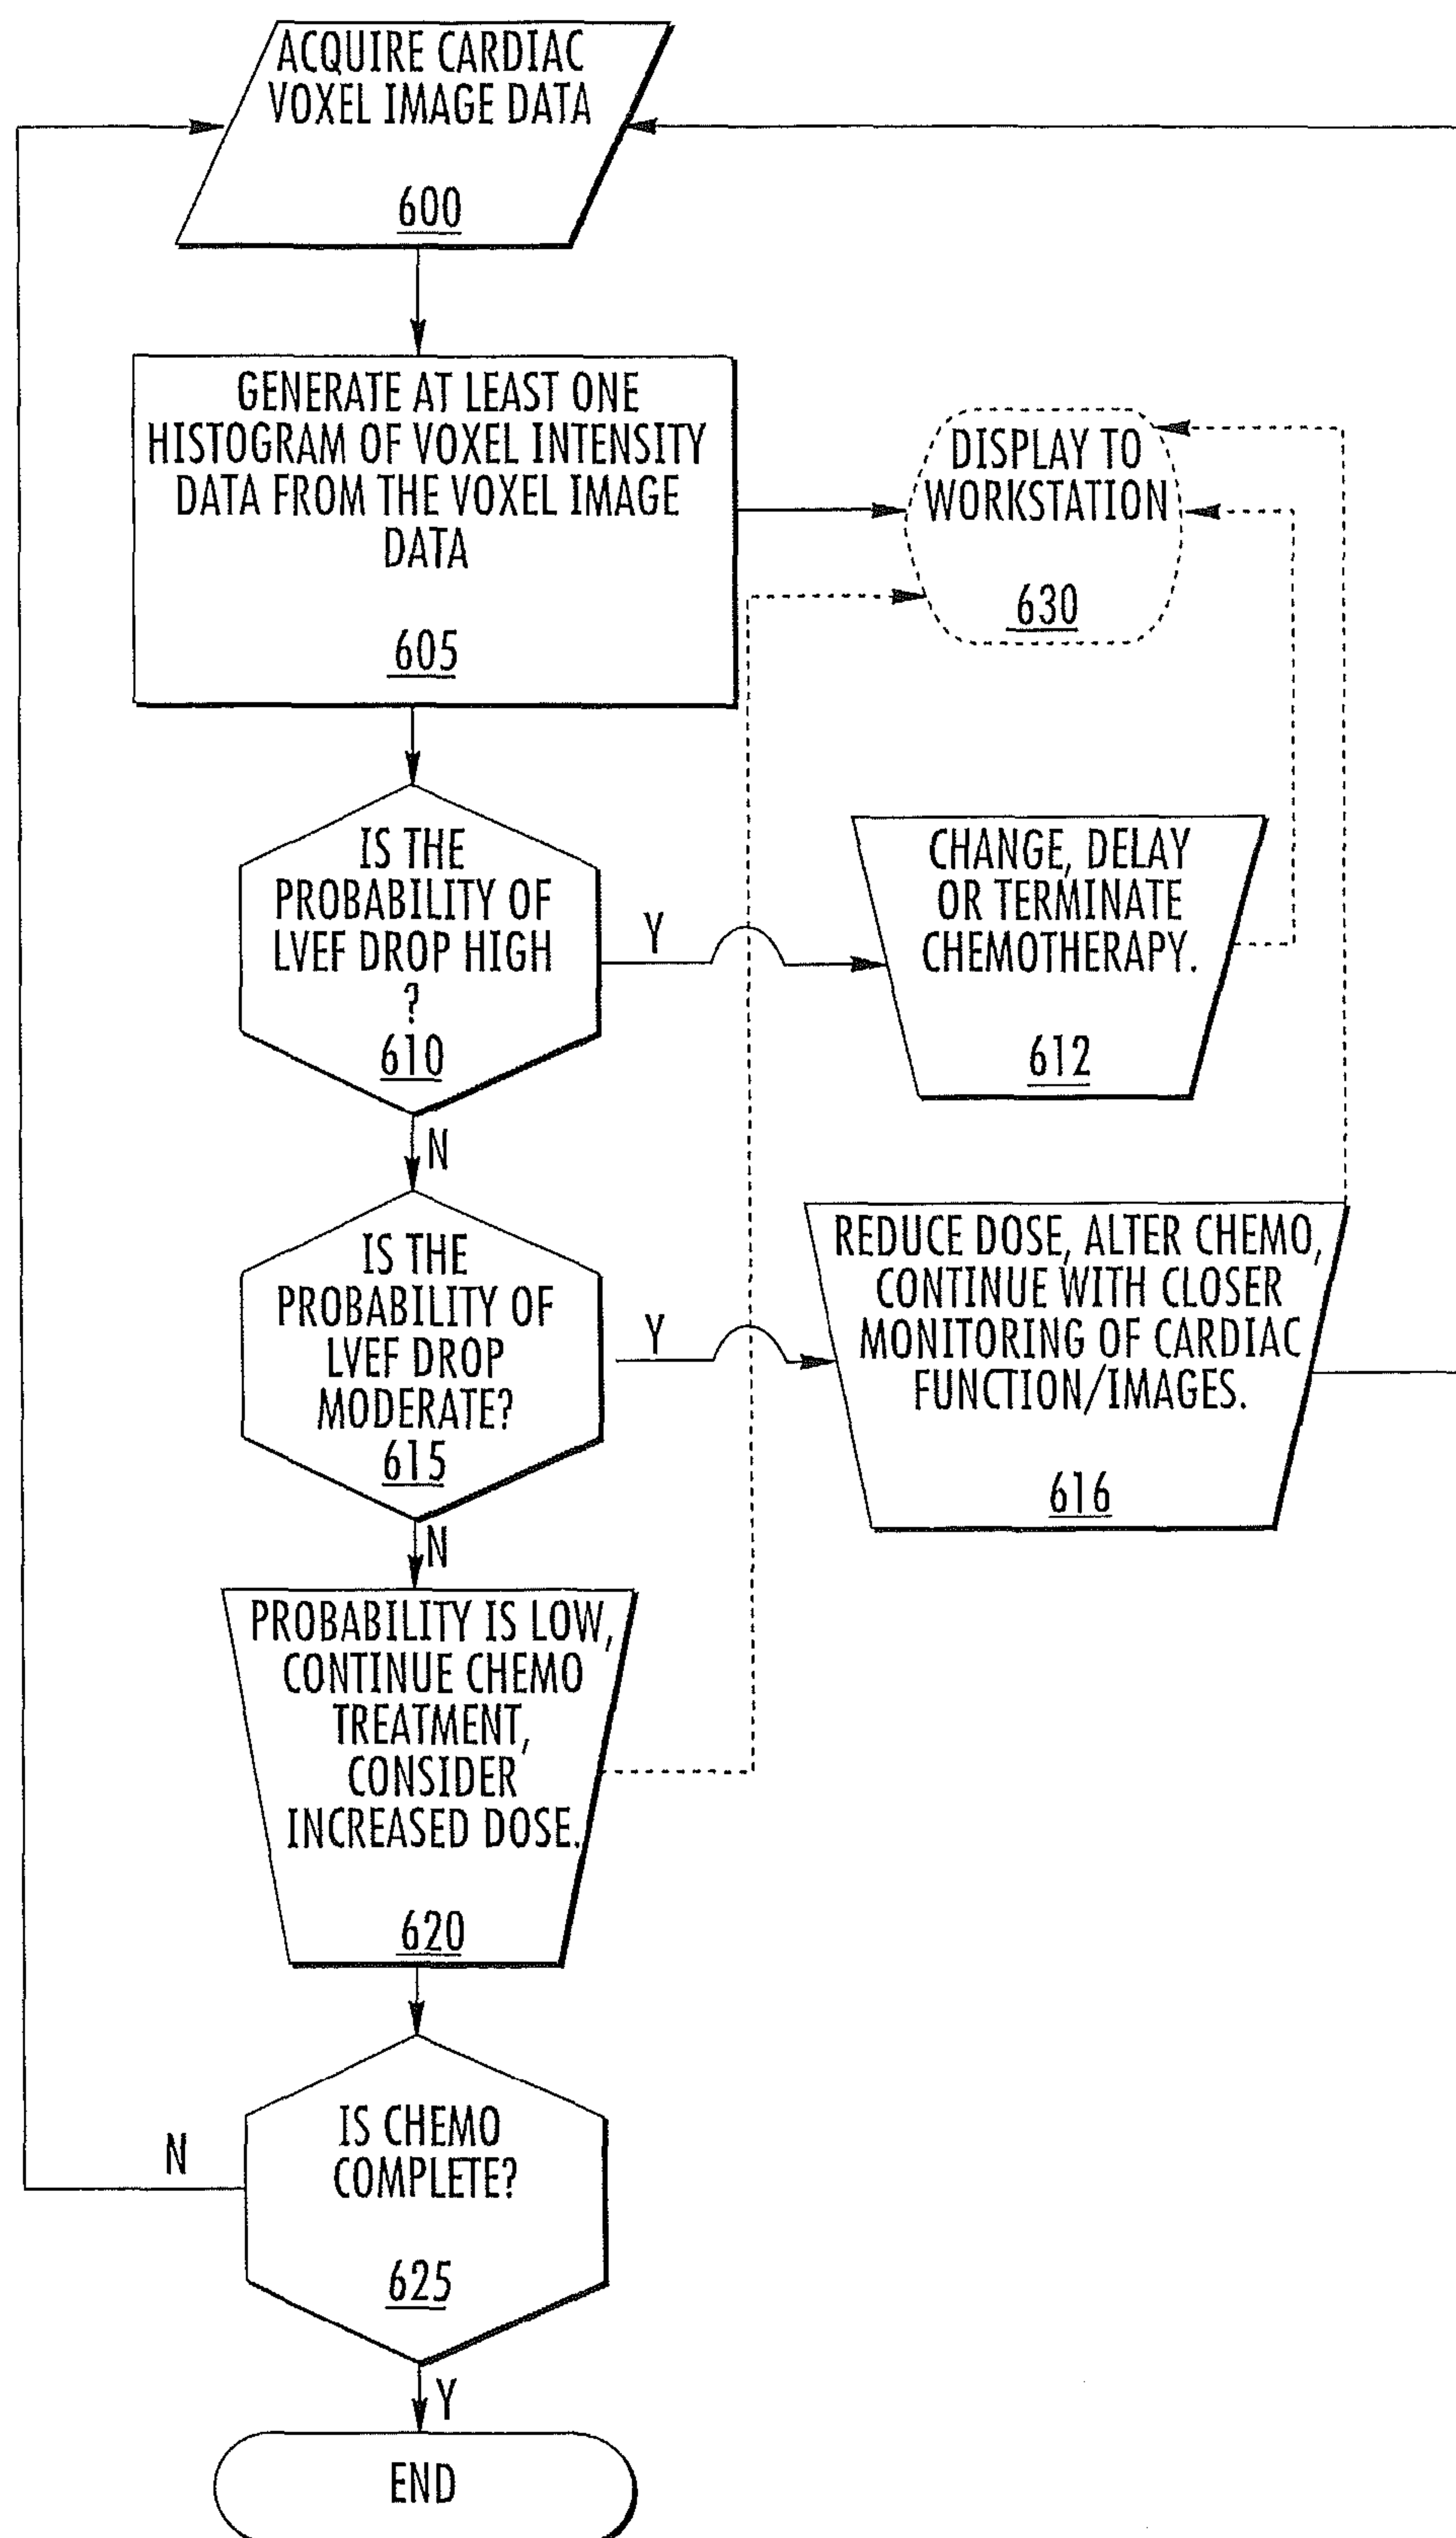 ACQUIRE CARDIAC
VOXEL IMAGE DATA
600
GENERATE AT LEAST ONE
HISTOGRAM OF VOXEL INTENSITY
DATA FROM THE VOXEL IMAGE
DATA
605
DISPLAY TO
WORKSTATION
630
IS THE
PROBABILITY OF
LVEF DROP HIGH
?
610
Y
CHANGE, DELAY
OR TERMINATE
CHEMOTHERAPY.
612
N
IS THE
PROBABILITY OF
LVEF DROP
MODERATE?
615
Y
REDUCE DOSE, ALTER CHEMO,
CONTINUE WITH CLOSER
MONITORING OF CARDIAC
FUNCTION/IMAGES.
616
N
PROBABILITY IS LOW,
CONTINUE CHEMO
TREATMENT,
CONSIDER
INCREASED DOSE.
620
IS CHEMO
COMPLETE?
625
N
Y
END